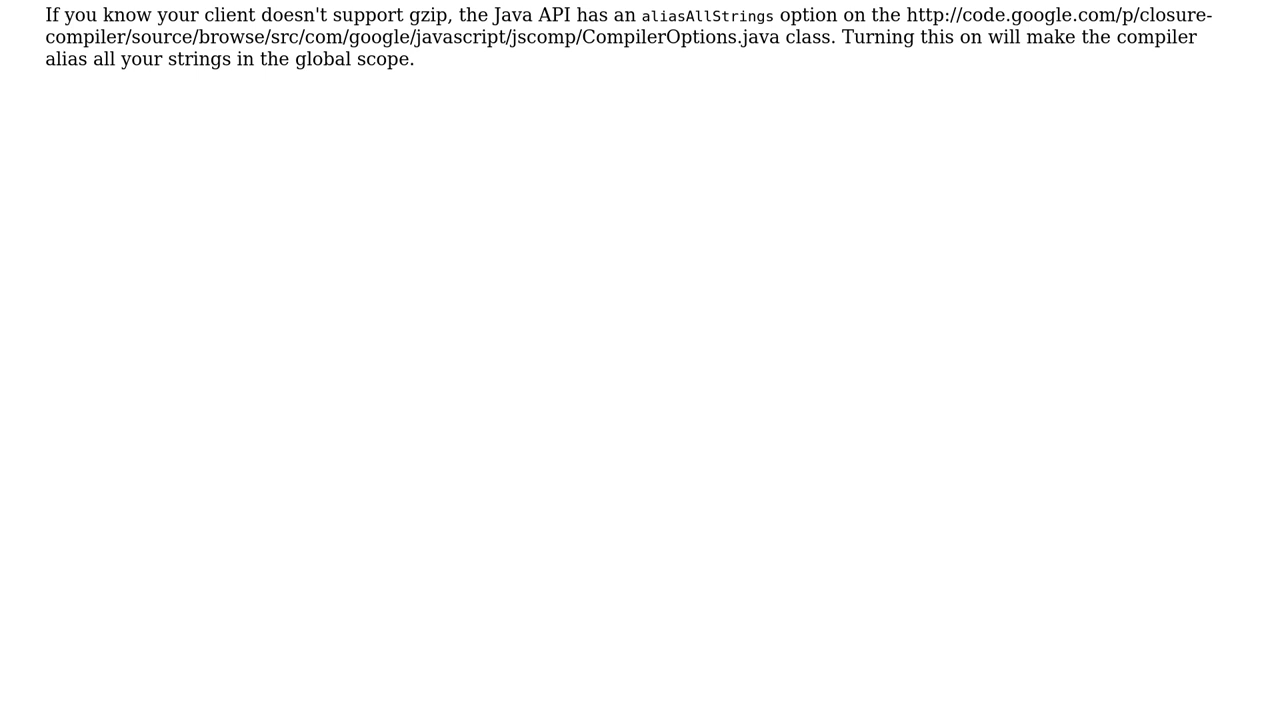 If you know your client doesn't support gzip, the Java API has an aliasAllStrings option on the http://code.google.com/p/closure-
compiler/source/browse/src/com/google/javascript/jscomp/CompilerOptions.java class. Turning this on will make the compiler
alias all your strings in the global scope.